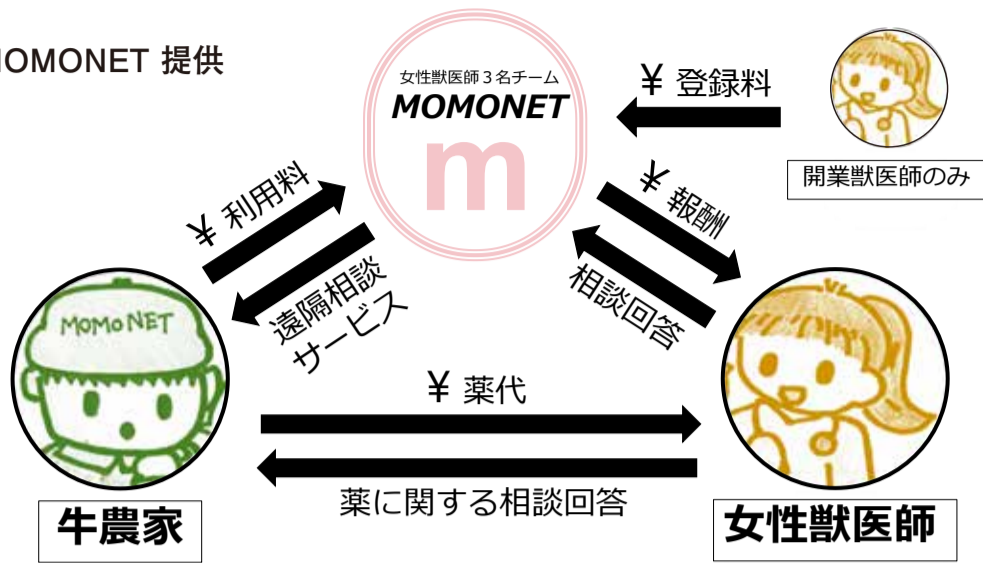 MOMONET 提供
女性獣医師3名チーム
MOMONET
m
¥ 登録料
開業獣医師のみ
¥ 利用料
遠隔相談
サービス
¥ 報酬
相談回答
MOMO NET
¥ 薬代
薬に関する相談回答
牛農家
女性獣医師